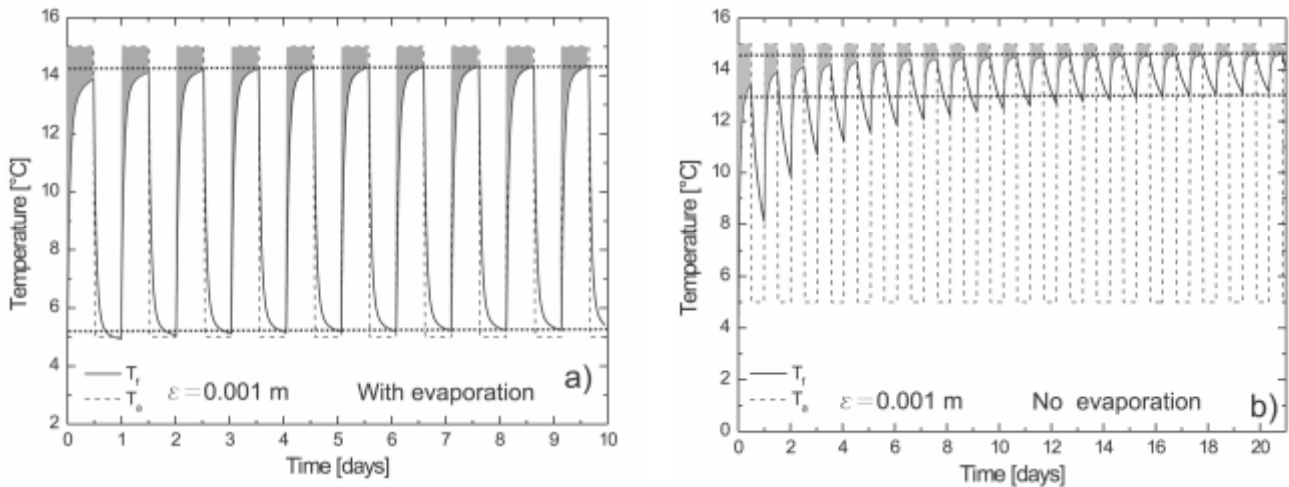 16
14
12
10
8
6
4
2
Temperature [°C]
T_f
T_a
ε=0.001 m
With evaporation
a)
0 1 2 3 4 5 6 7 8 9 10
Time [days]
16
14
12
10
8
6
4
2
0
Temperature [°C]
T_f
T_a
ε=0.001 m
No evaporation
b)
0 2 4 6 8 10 12 14 16 18 20
Time [days]